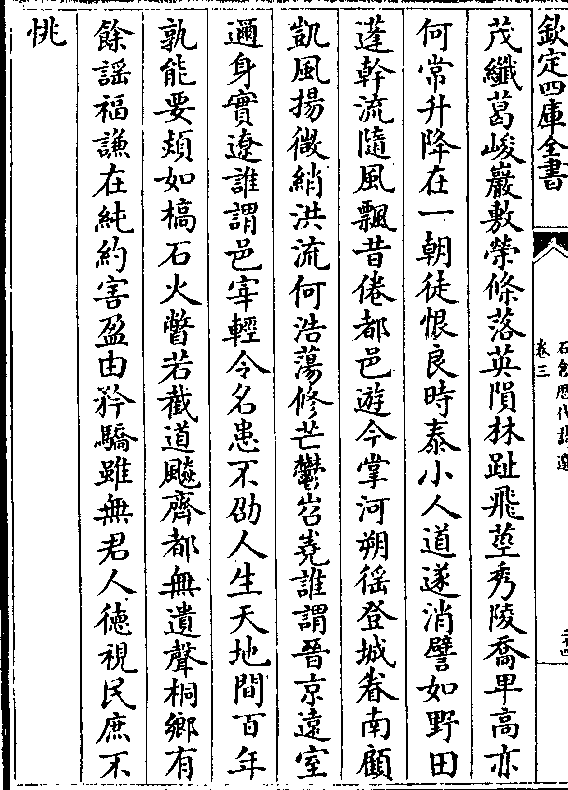 欽定四庫全書
石倉歷代詩選
卷三
茂纖葛峻巖敷榮條落英隕林趾飛莖秀陵喬卑高亦
何常升降在一朝徒恨良時泰小人道遂消譬如野田
蓬斡流隨風飄昔倦都邑遊今掌河朔徭登城眷南顧
凱風揚微綃洪流何浩蕩修芒鬱岧嶤誰謂晉京遠室
邇身實遼誰謂邑宰輕令名患不劭人生天地間百年
孰能要熲如槁石火瞥若截道飇齊都無遺聲桐鄉有
餘謡福謙在純約害盈由矜驕雖無君人德視民庶不
恌